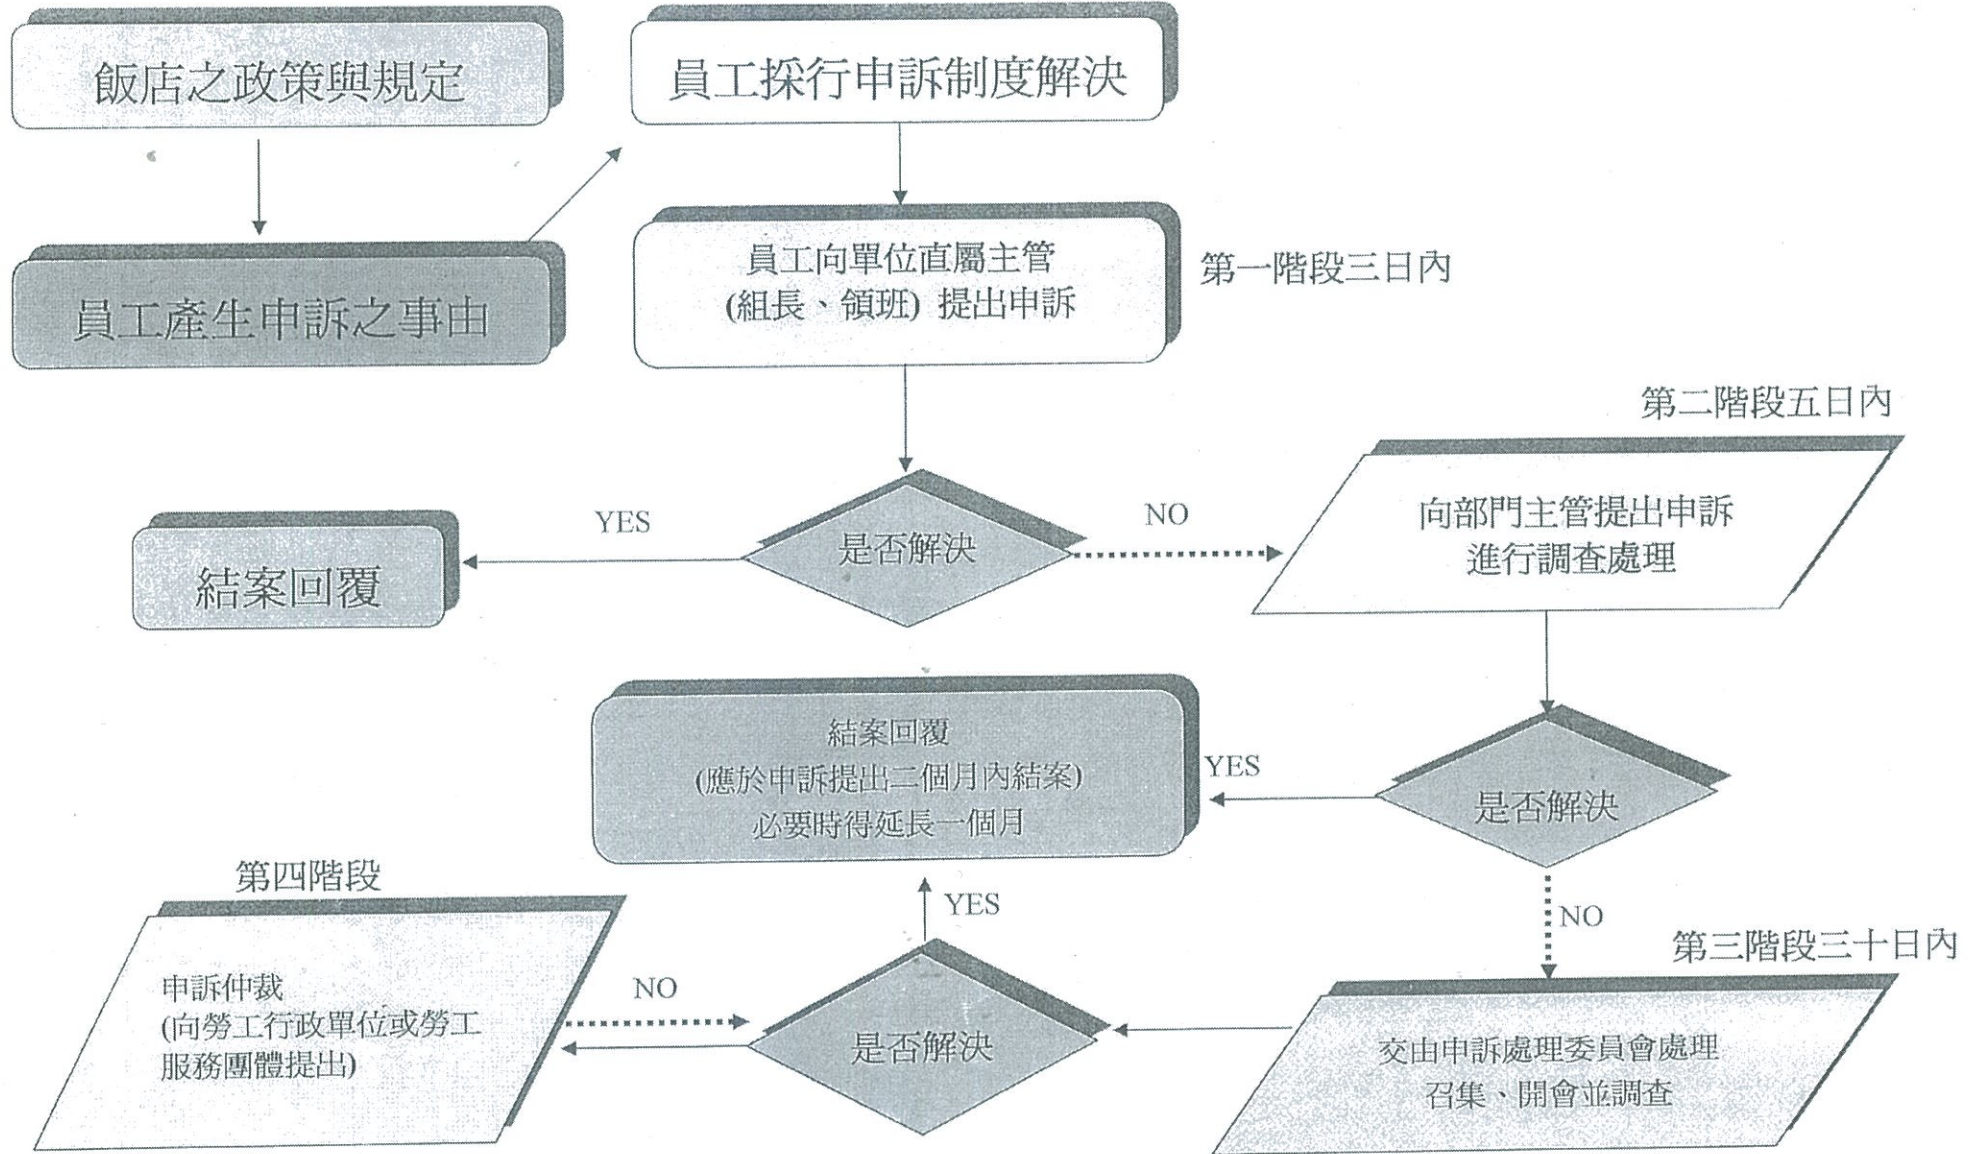 飯店之政策與規定
員工採行申訴制度解決
員工產生申訴之事由
員工向單位直屬主管
(組長、領班) 提出申訴
第一階段三日內
第二階段五日內
向部門主管提出申訴
進行調查處理
是否解決
YES
NO
結案回覆
結案回覆
(應於申訴提出二個月內結案)
必要時得延長一個月
YES
是否解決
NO
第三階段三十日內
交由申訴處理委員會處理
召集、開會並調查
是否解決
YES
NO
第四階段
申訴仲裁
(向勞工行政單位或勞工
服務團體提出)